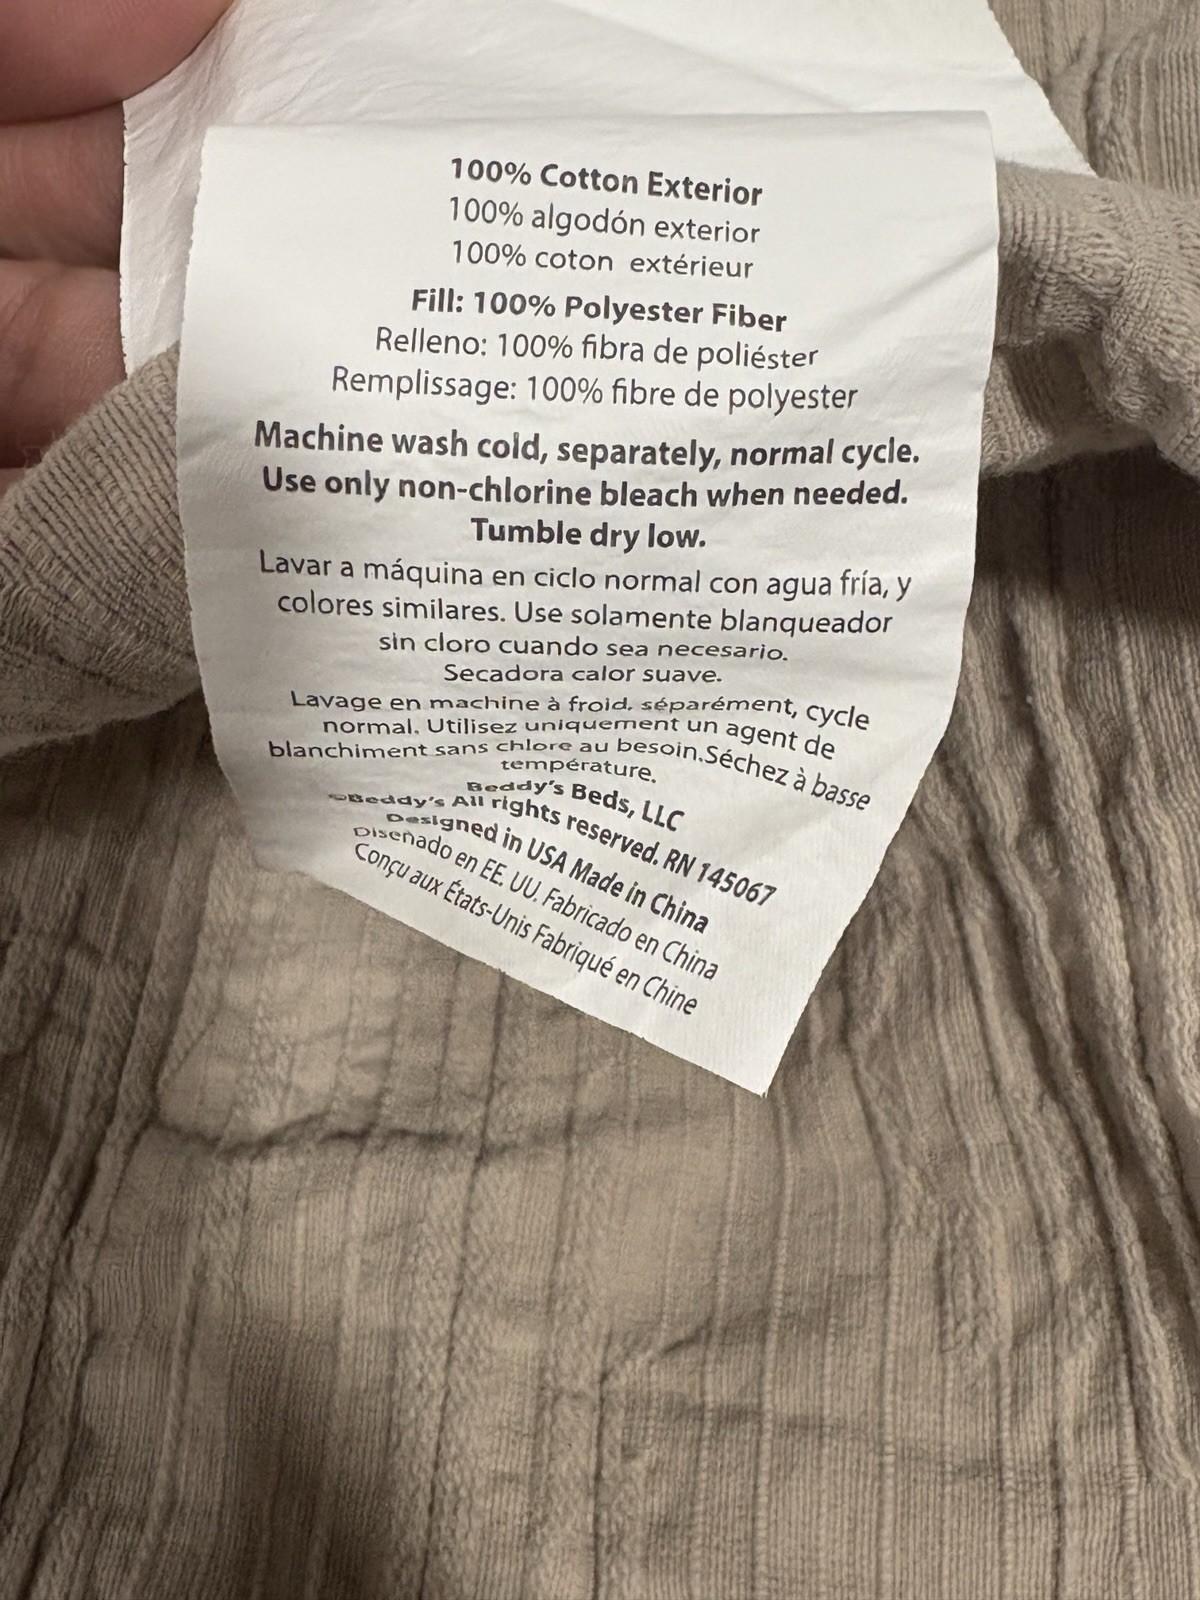 100% Cotton Exterior
100% algodón exterior
100% coton extérieur
Fill: 100% Polyester Fiber
Relleno: 100% fibra de poliéster
Remplissage: 100% fibre de polyester
Machine wash cold, separately, normal cycle.
Use only non-chlorine bleach when needed.
Tumble dry low.
Lavar a máquina en ciclo normal con agua fría, y
colores similares. Use solamente blanqueador
sin cloro cuando sea necesario.
Secadora calor suave.
Lavage en machine à froid, séparément, cycle
normal. Utilisez uniquement un agent de
blanchiment sans chlore au besoin.Séchez à basse
température.
Beddy's Beds, LLC
©Beddy's All rights reserved. RN 145067
Designed in USA Made in China
Diseñado en EE. UU. Fabricado en China
Conçu aux États-Unis Fabriqué en Chine